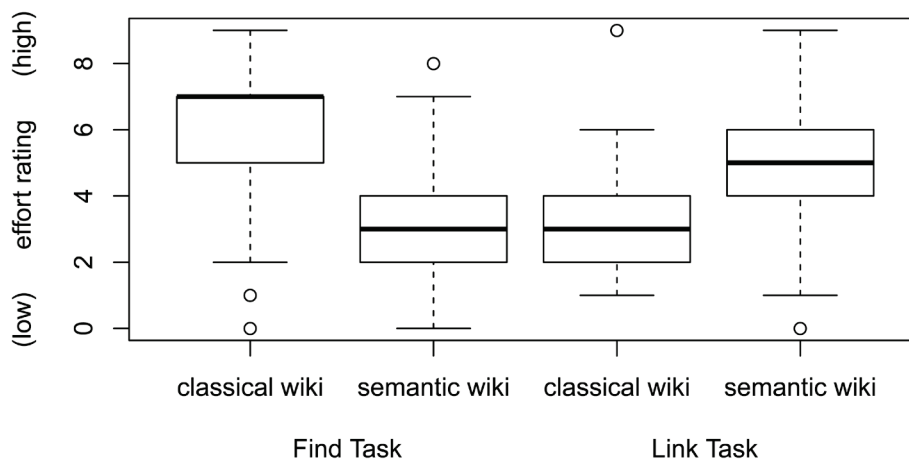 (high)
effort rating
(low)
8
6
4
2
0
classical wiki semantic wiki classical wiki semantic wiki
Find Task Link Task